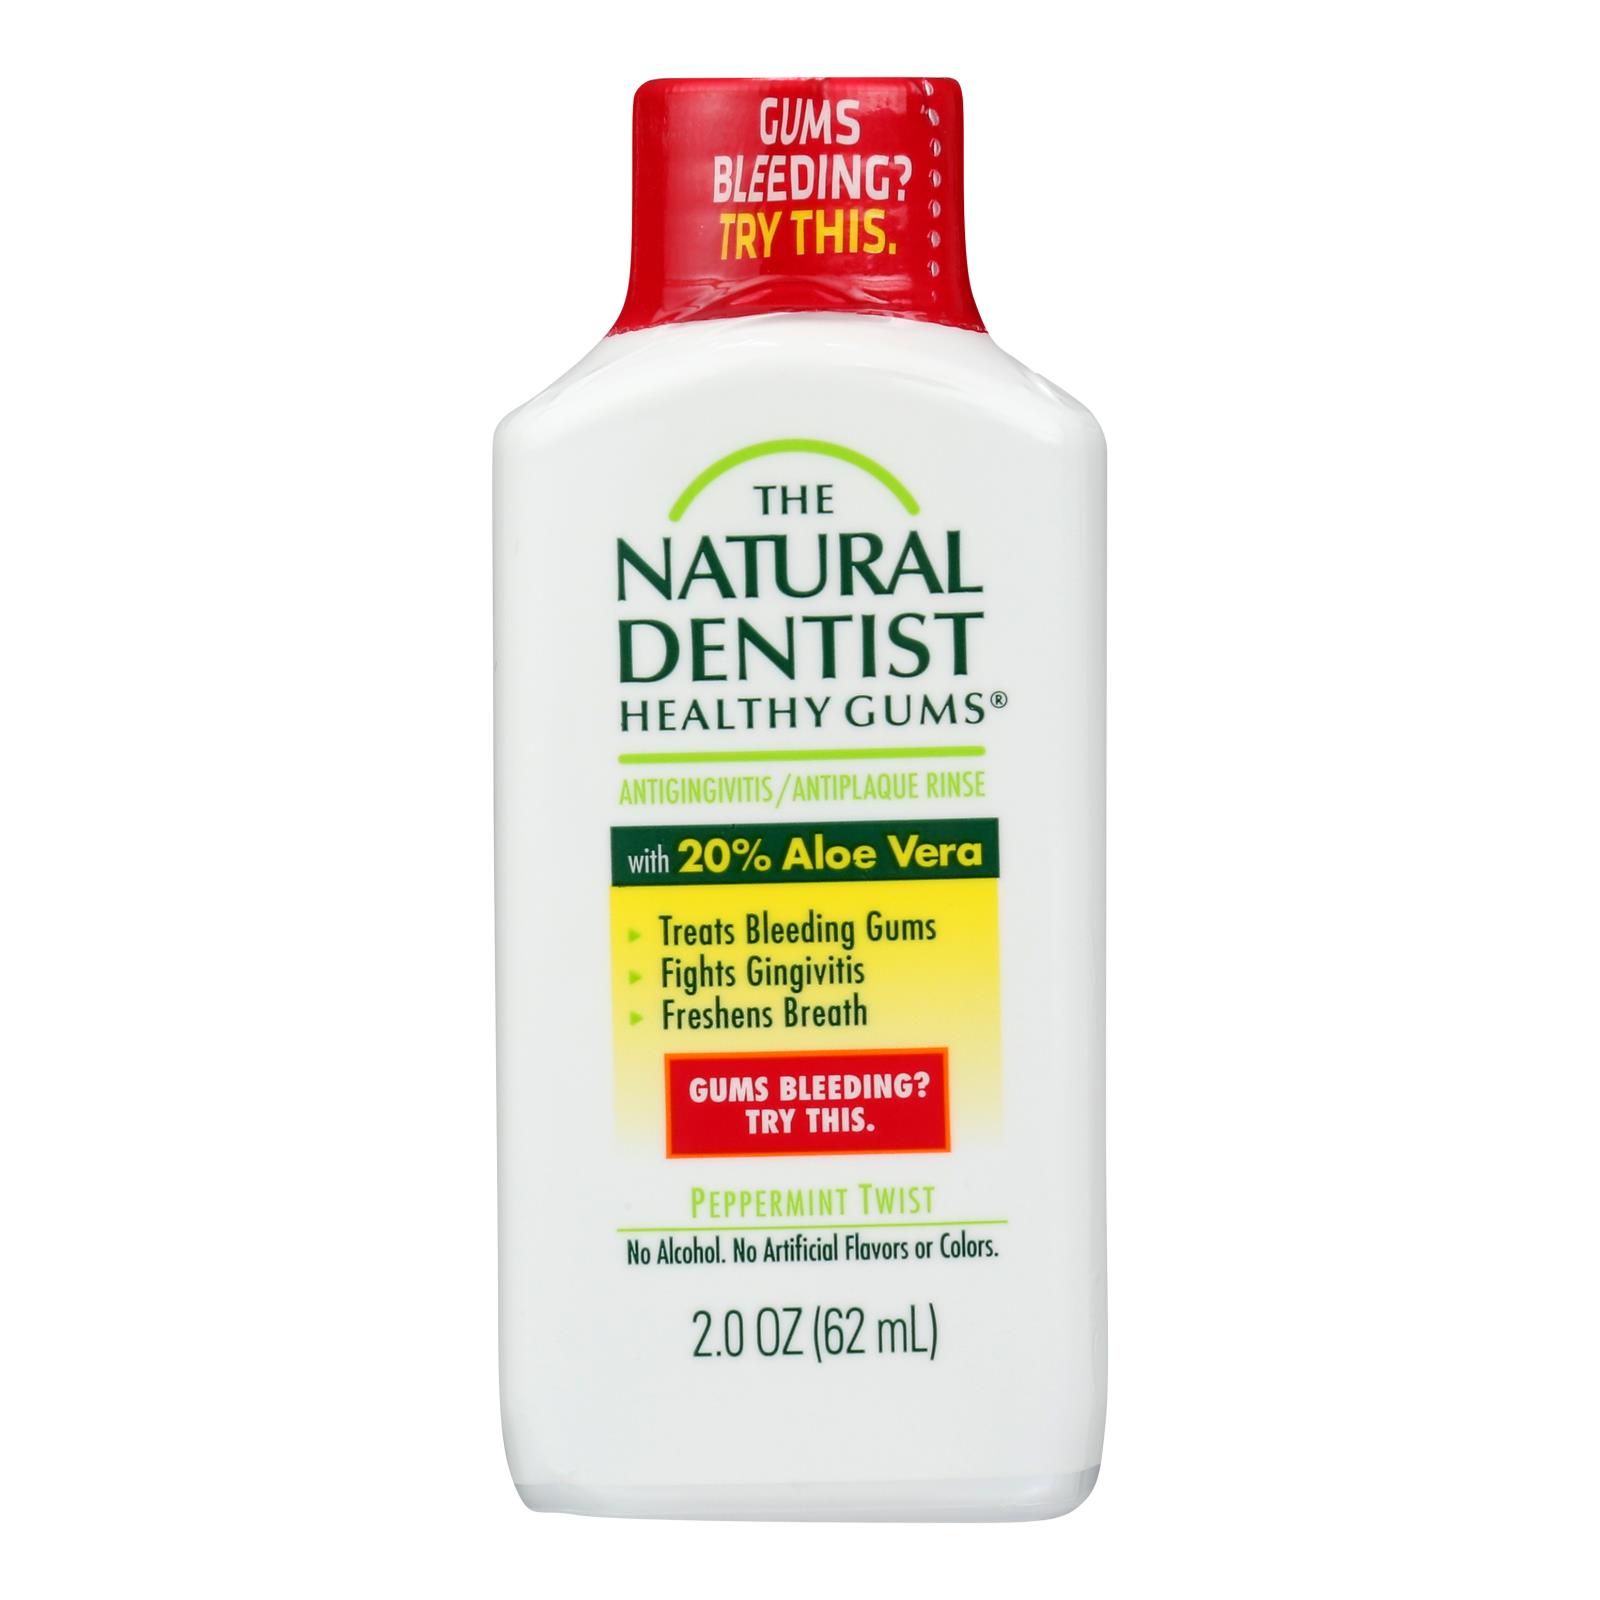 GUMS
BLEEDING?
TRY THIS.
THE
NATURAL
DENTIST
HEALTHY GUMS®
ANTIGINGIVITIS/ANTIPLAQUE RINSE
with 20% Aloe Vera
▸ Treats Bleeding Gums
▸ Fights Gingivitis
▸ Freshens Breath
GUMS BLEEDING?
TRY THIS.
PEPPERMINT TWIST
No Alcohol. No Artificial Flavors or Colors.
2.0 OZ (62 mL)